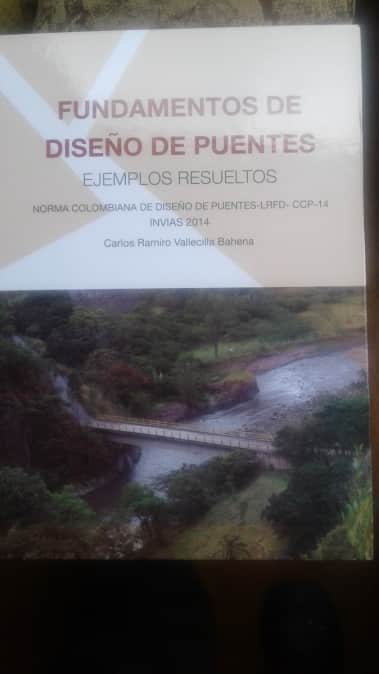 FUNDAMENTOS DE
DISEÑO DE PUENTES
EJEMPLOS RESUELTOS
NORMA COLOMBIANA DE DISEÑO DE PUENTES-LRFD- CCP-14
INVIAS 2014
Carlos Ramiro Vallecilla Bahena